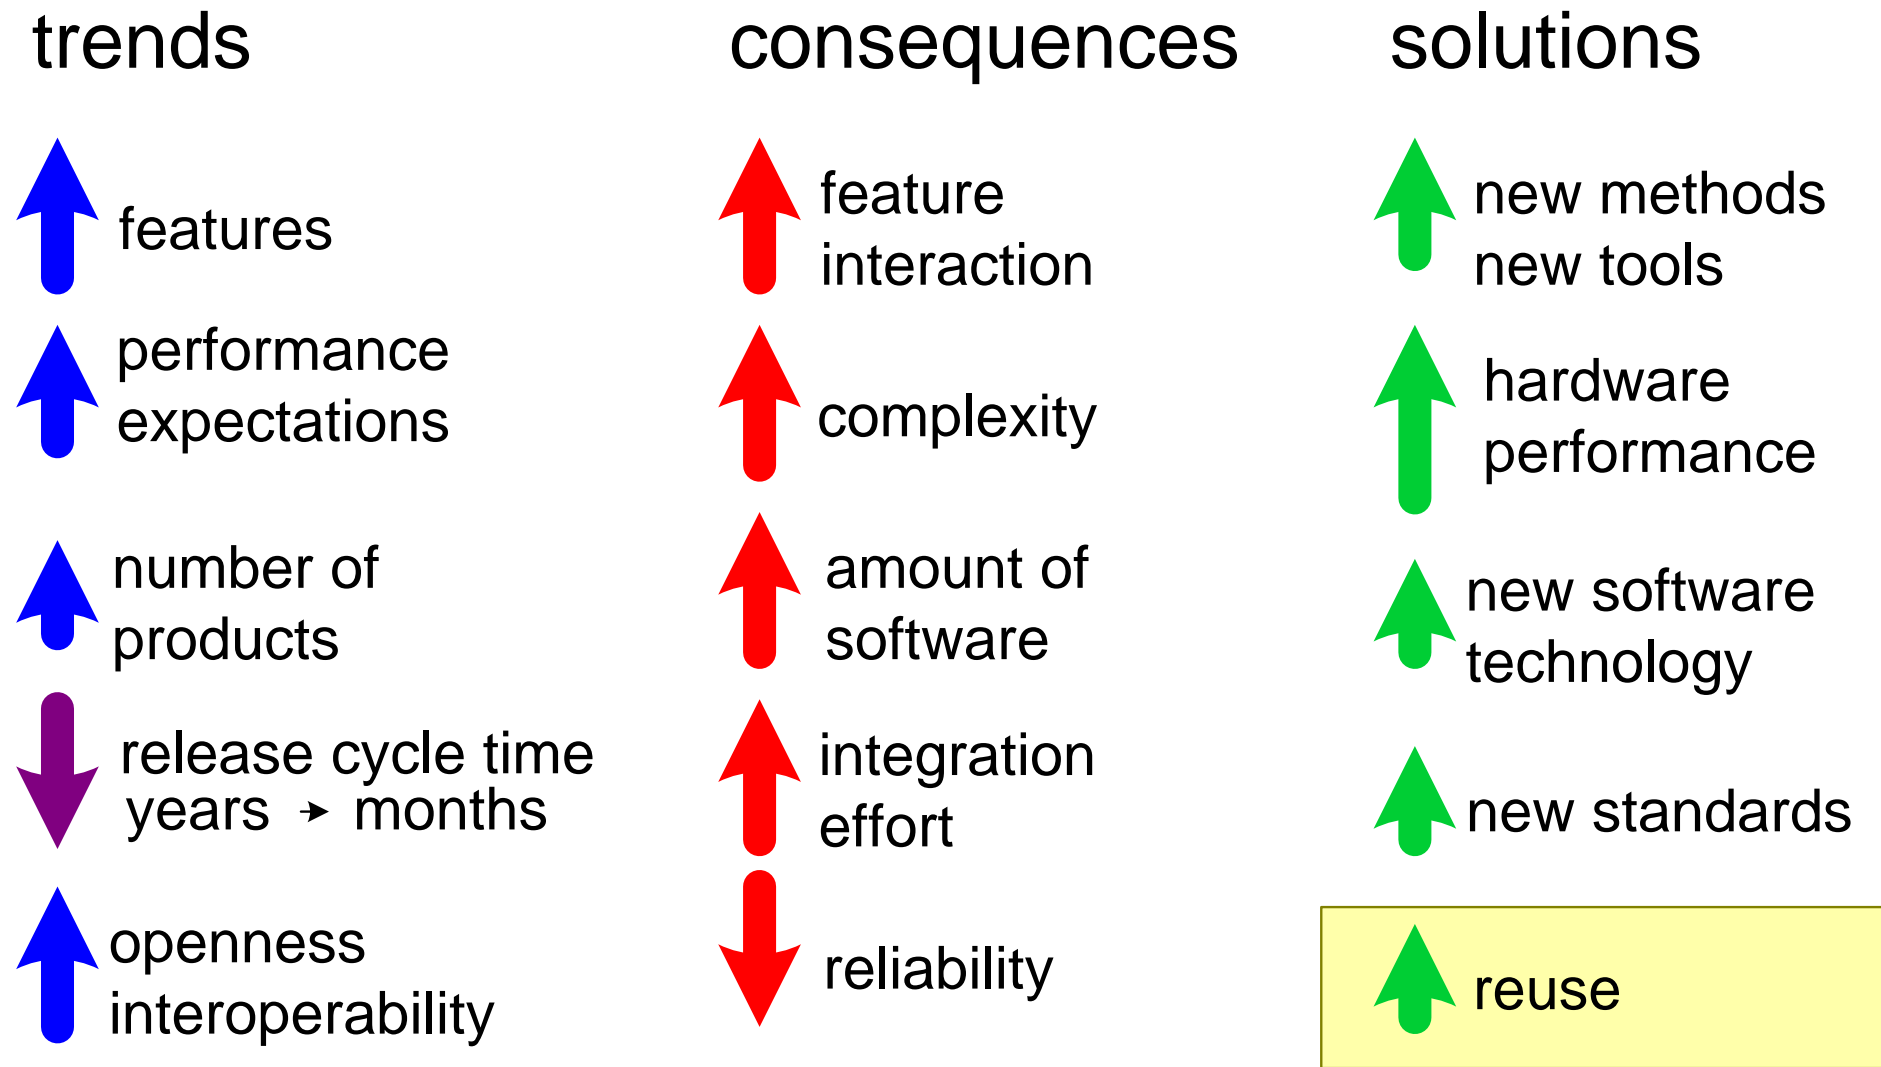 trends
features
performance
expectations
number of
products
release cycle time
years → months
openness
interoperability
consequences
feature
interaction
complexity
amount of
software
integration
effort
reliability
solutions
new methods
new tools
hardware
performance
new software
technology
new standards
reuse